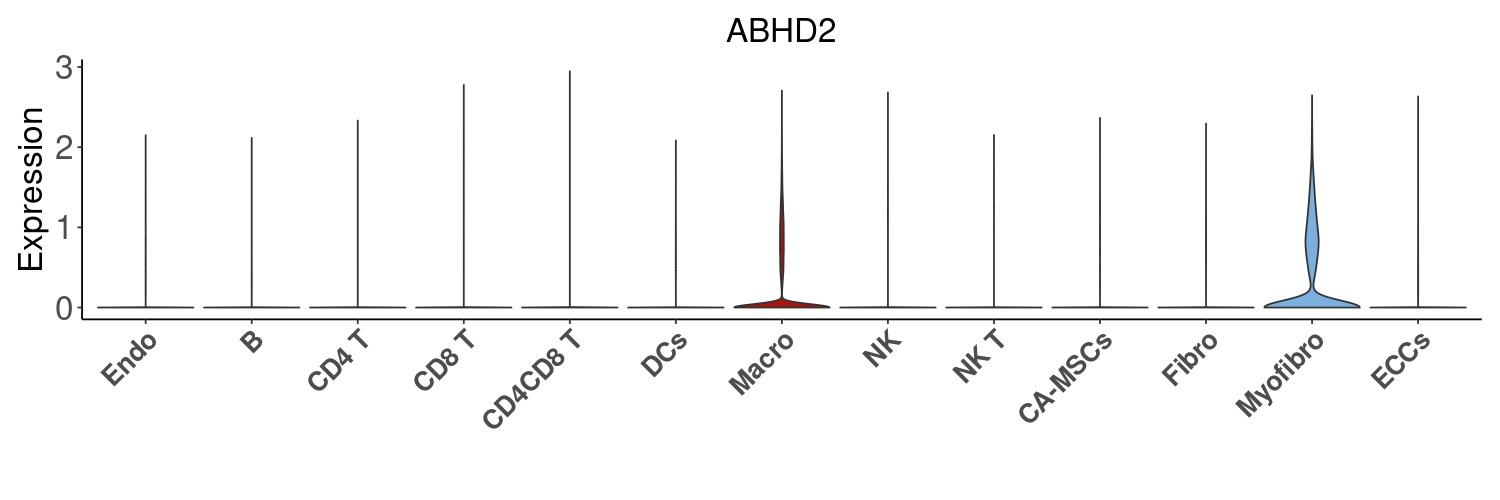 ABHD2
Expression
3
2
1
0
Endo
B
CD4 T
CD8 T
CD4CD8 T
DCs
Macro
NK
NK T
CA-MSCs
Fibro
Myofibro
ECCs